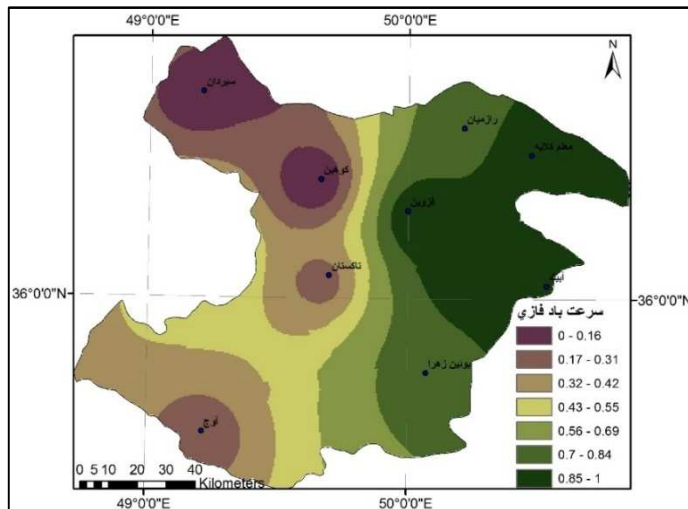 49°0'0"E
50°0'0"E
N
سیردان
رازمیان
معلم کلایه
کوهین
قزوین
تاکستان
36°0'0"N
36°0'0"N
سرعت باد فازي
0 - 0.16
0.17 - 0.31
0.32 - 0.42
0.43 - 0.55
0.56 - 0.69
0.7 - 0.84
0.85 - 1
بوئین زهرا
آوج
0 5 10 20 30 40
Kilometers
49°0'0"E
50°0'0"E